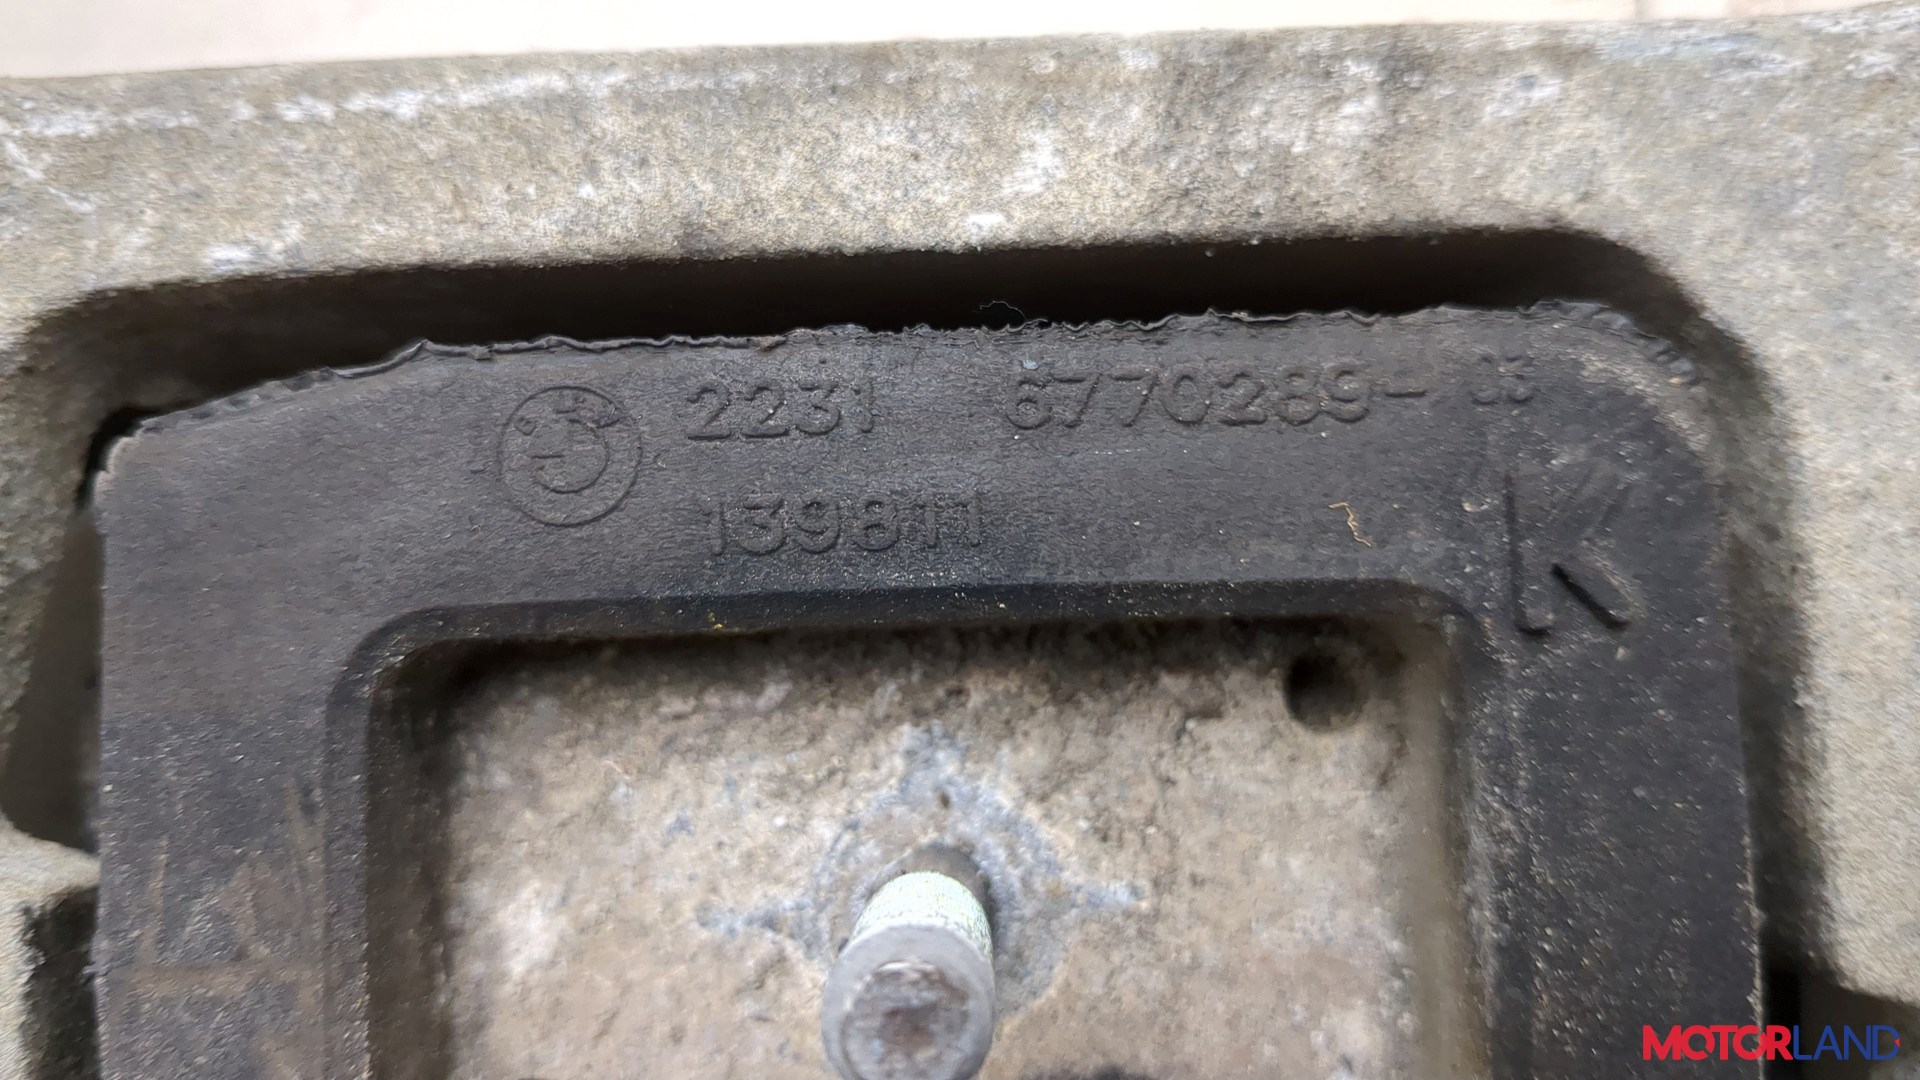 2231 6770289-
139811
K
MOTORLAND